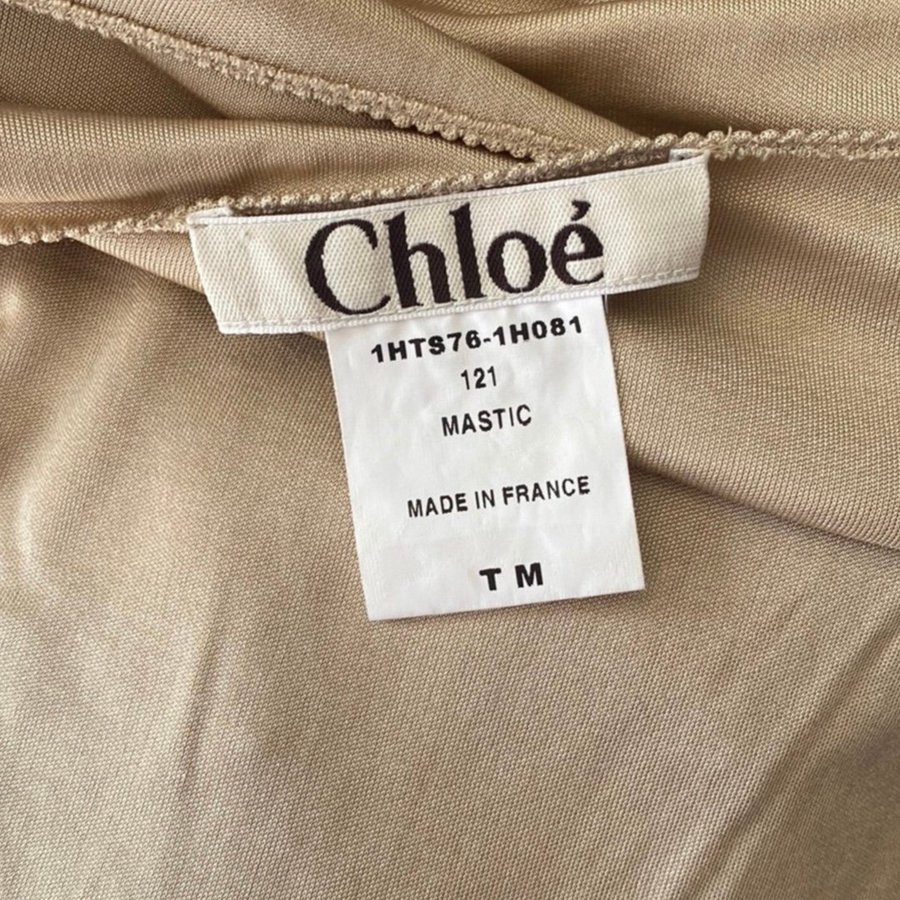 Chloé
1HTS76-1H081
121
MASTIC
MADE IN FRANCE
T M